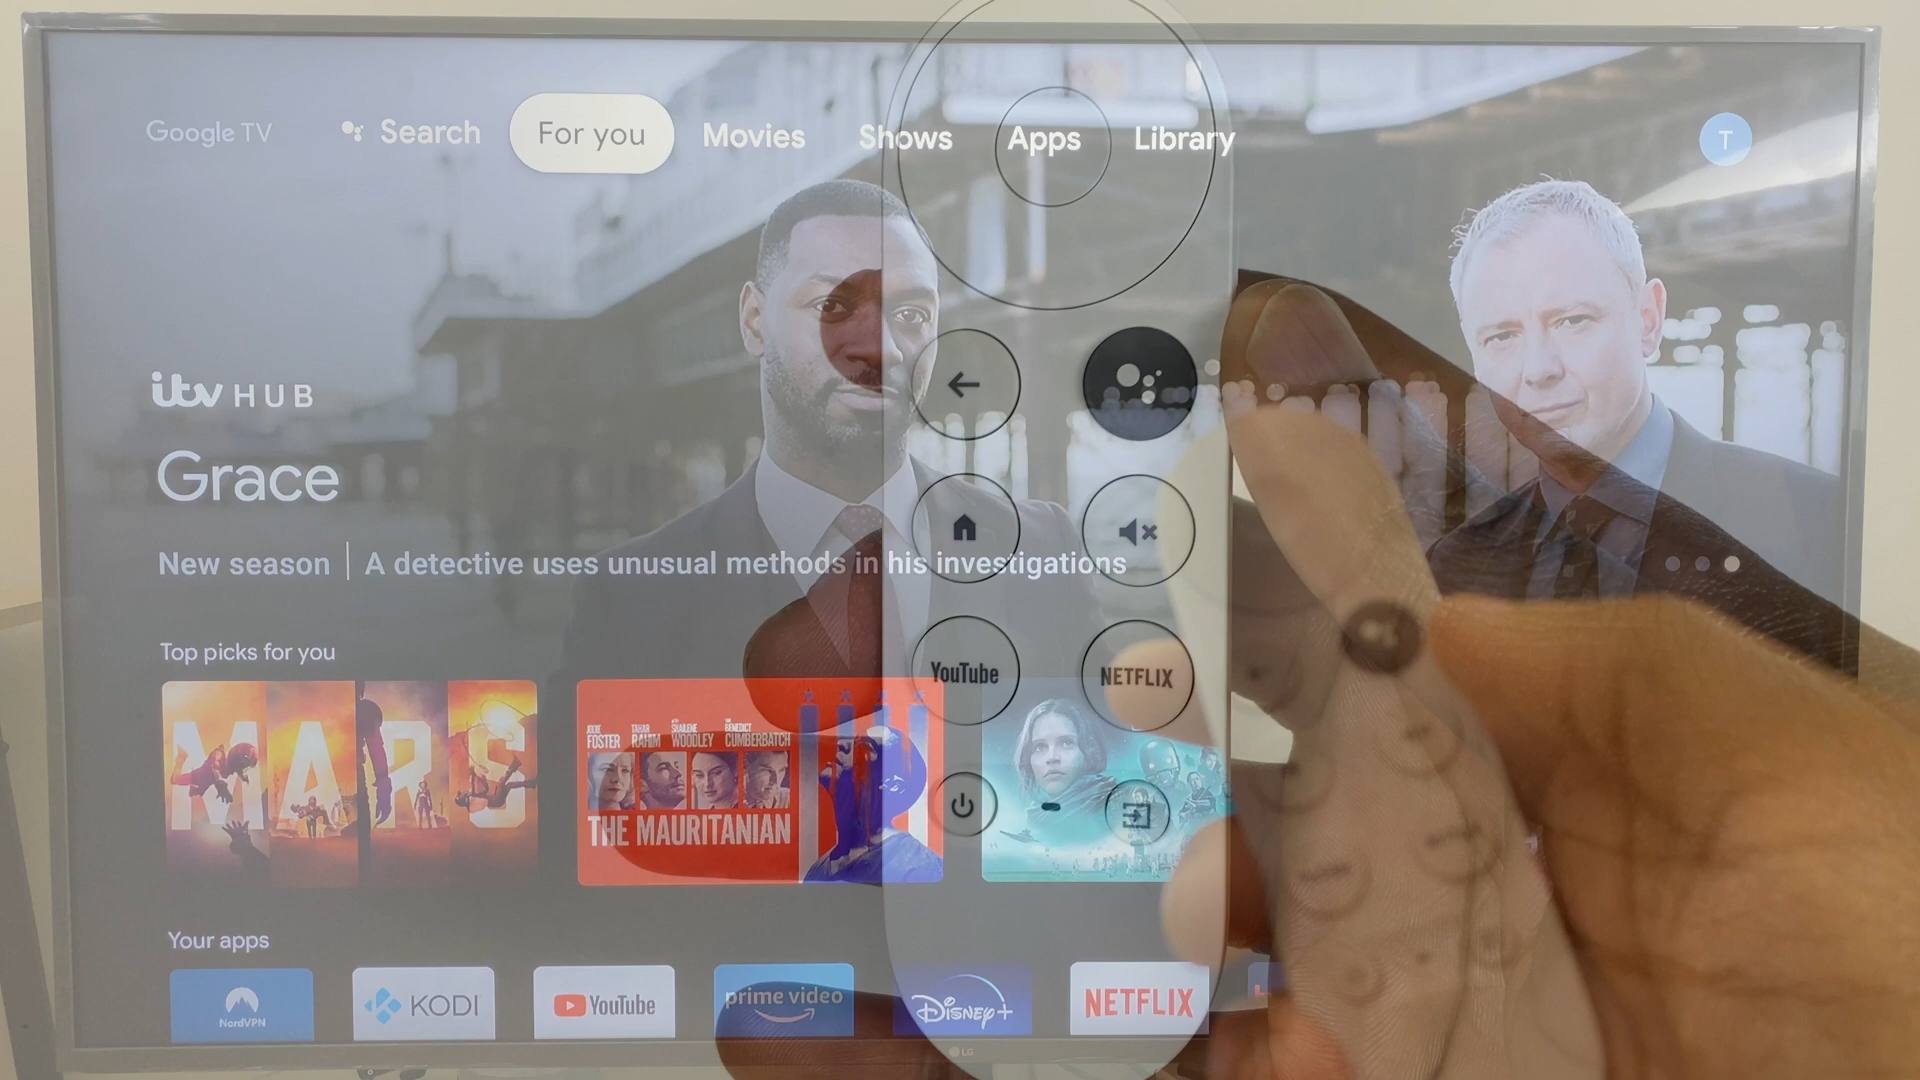 Google TV
Search
For you
Movies
Shows
Apps
Library
T
itv HUB
Grace
New season | A detective uses unusual methods in his investigations
Top picks for you
YouTube
NETFLIX
MARS
JODIE FOSTER
TAHAR RAHIM
SHAILENE WOODLEY
BENEDICT CUMBERBATCH
THE MAURITANIAN
Your apps
NordVPN
KODI
YouTube
prime video
Disney+
NETFLIX
LG